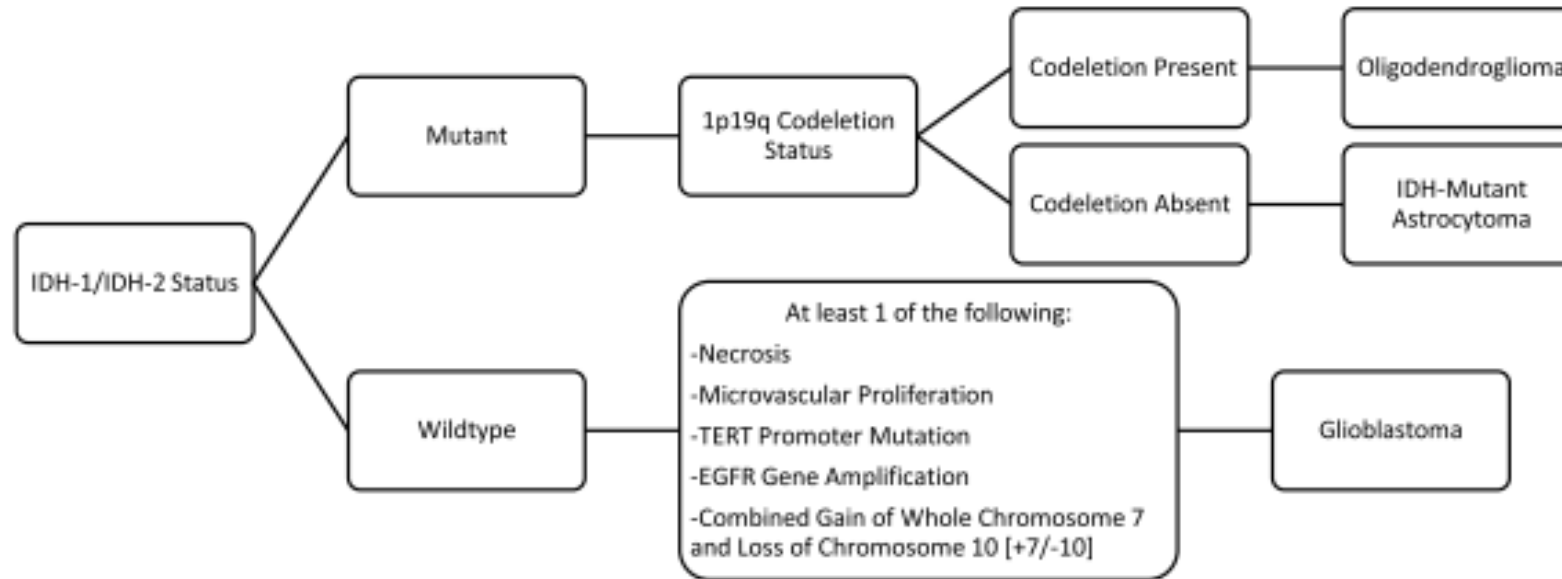 IDH-1/IDH-2 Status
Mutant
1p19q Codeletion
Status
Codeletion Present
Oligodendroglioma
Codeletion Absent
IDH-Mutant
Astrocytoma
Wildtype
At least 1 of the following:
-Necrosis
-Microvascular Proliferation
-TERT Promoter Mutation
-EGFR Gene Amplification
-Combined Gain of Whole Chromosome 7
and Loss of Chromosome 10 [+7/-10]
Glioblastoma